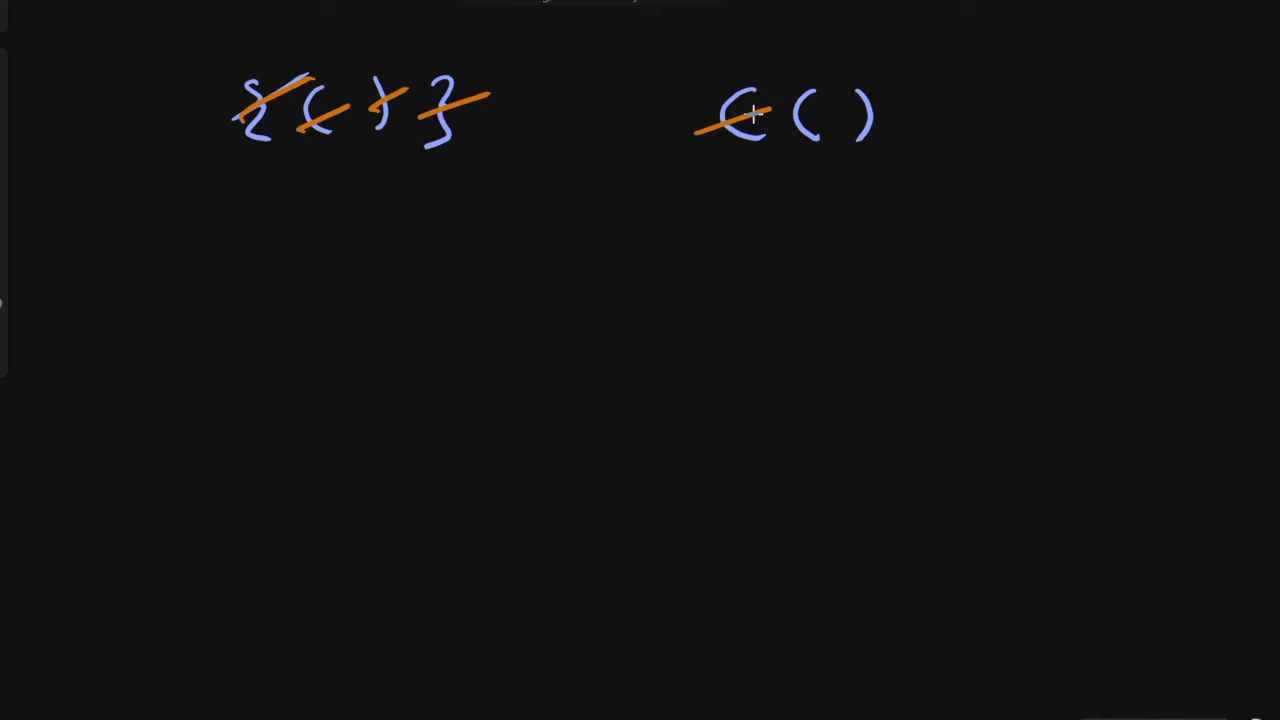 { ( ) } ( ( )